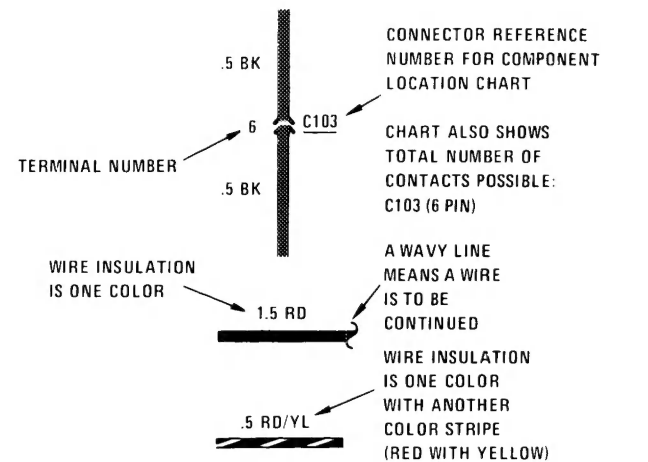 .5 BK
6
C103
TERMINAL NUMBER
.5 BK
CONNECTOR REFERENCE
NUMBER FOR COMPONENT
LOCATION CHART
CHART ALSO SHOWS
TOTAL NUMBER OF
CONTACTS POSSIBLE:
C103 (6 PIN)
WIRE INSULATION
IS ONE COLOR
1.5 RD
A WAVY LINE
MEANS A WIRE
IS TO BE
CONTINUED
.5 RD/YL
WIRE INSULATION
IS ONE COLOR
WITH ANOTHER
COLOR STRIPE
(RED WITH YELLOW)